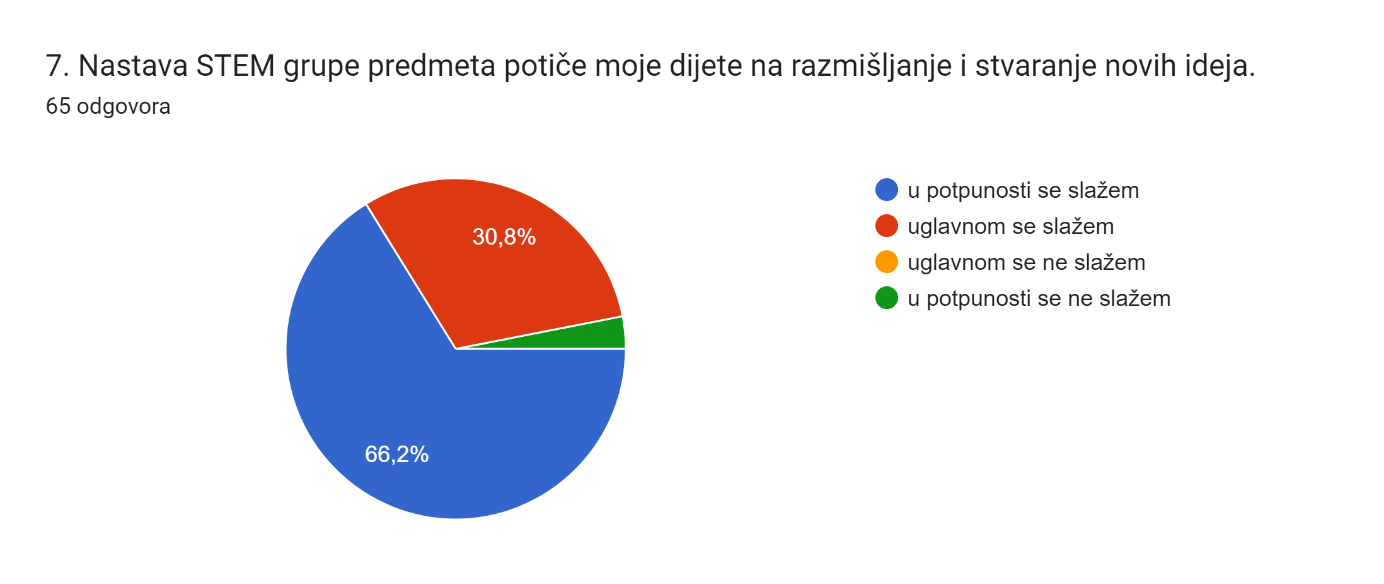 7. Nastava STEM grupe predmeta potiče moje dijete na razmišljanje i stvaranje novih ideja.
65 odgovora
u potpunosti se slažem
uglavnom se slažem
uglavnom se ne slažem
u potpunosti se ne slažem
30,8%
66,2%